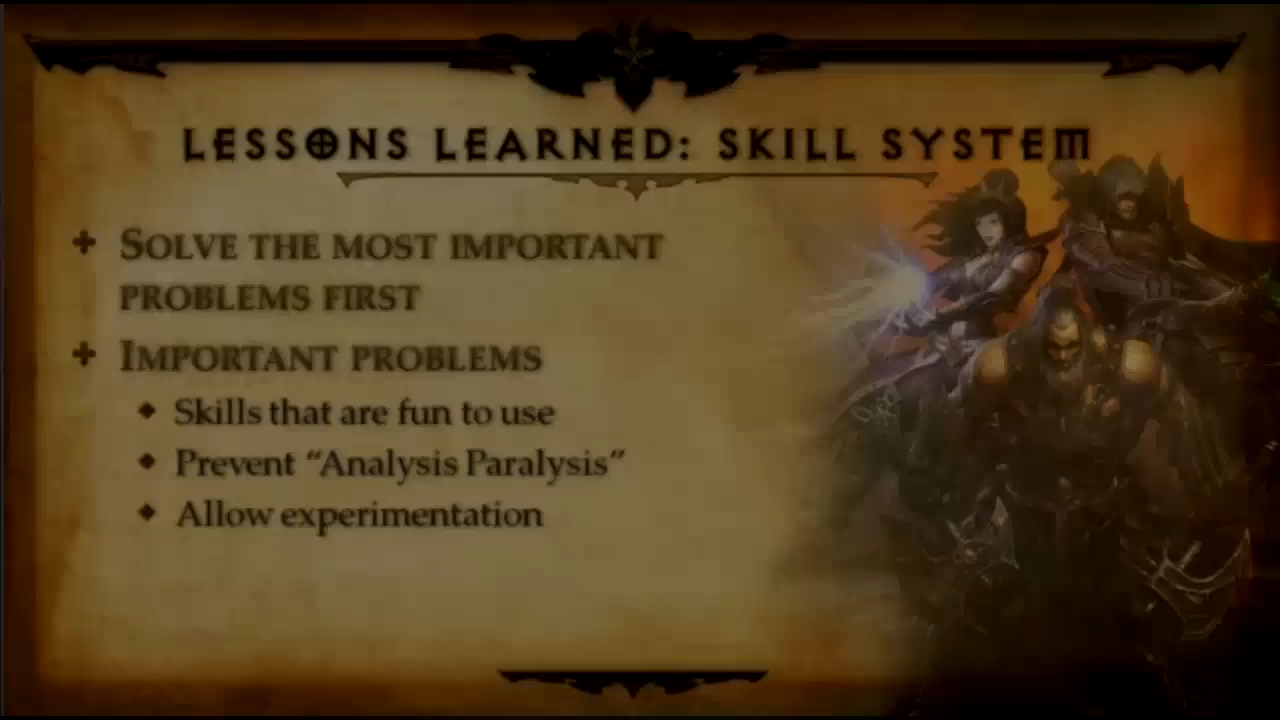 LESSONS LEARNED: SKILL SYSTEM
SOLVE THE MOST IMPORTANT
PROBLEMS FIRST
IMPORTANT PROBLEMS
Skills that are fun to use
Prevent “Analysis Paralysis”
Allow experimentation